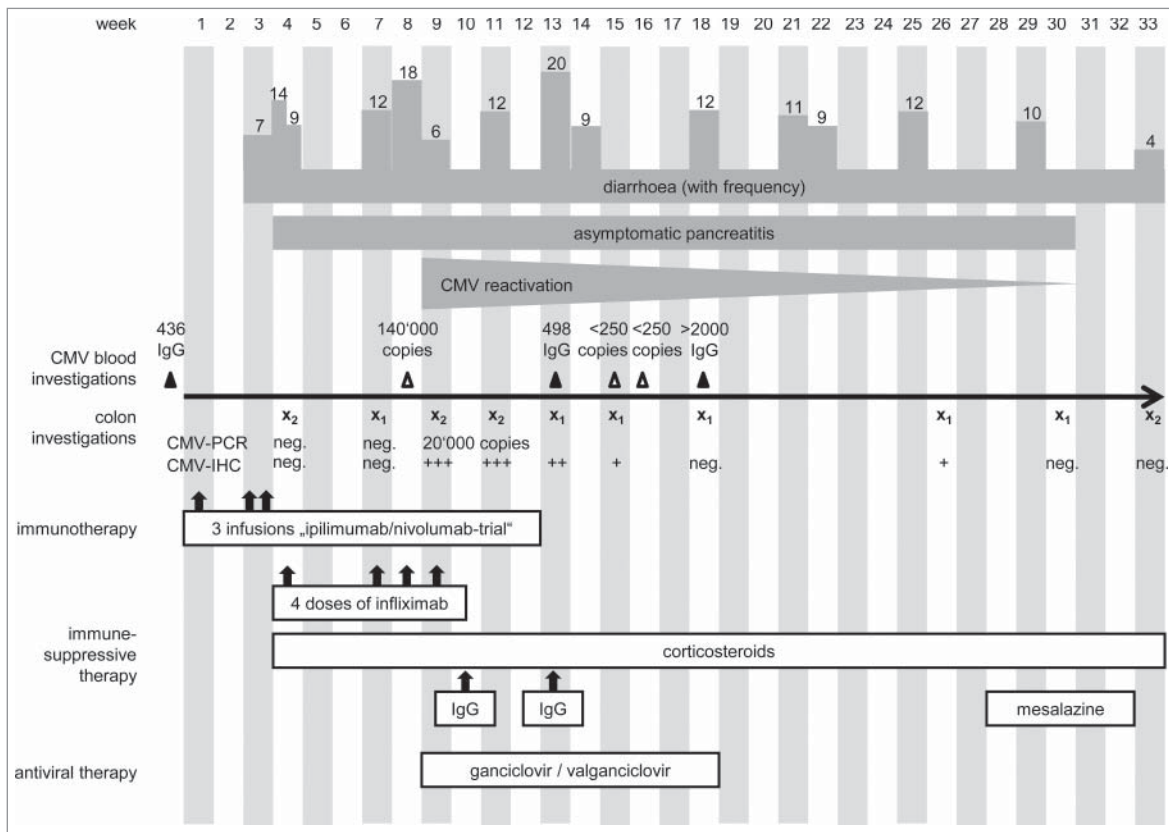 week 1 2 3 4 5 6 7 8 9 10 11 12 13 14 15 16 17 18 19 20 21 22 23 24 25 26 27 28 29 30 31 32 33
7 14 9 12 18 6 12 20 9 12 11 9 12 10 4
diarrhoea (with frequency)
asymptomatic pancreatitis
CMV reactivation
436 140'000 498 <250 <250 >2000
IgG copies IgG copies copies IgG
CMV blood
investigations
colon x2 x1 x2 x2 x1 x1 x1 x1 x1 x2
investigations
CMV-PCR neg. neg. 20'000 copies
CMV-IHC neg. neg. +++ +++ ++ + neg. + neg. neg.
immunotherapy 3 infusions „ipilimumab/nivolumab-trial“
4 doses of infliximab
immune-
suppressive
therapy
corticosteroids
IgG IgG mesalazine
antiviral therapy ganciclovir / valganciclovir